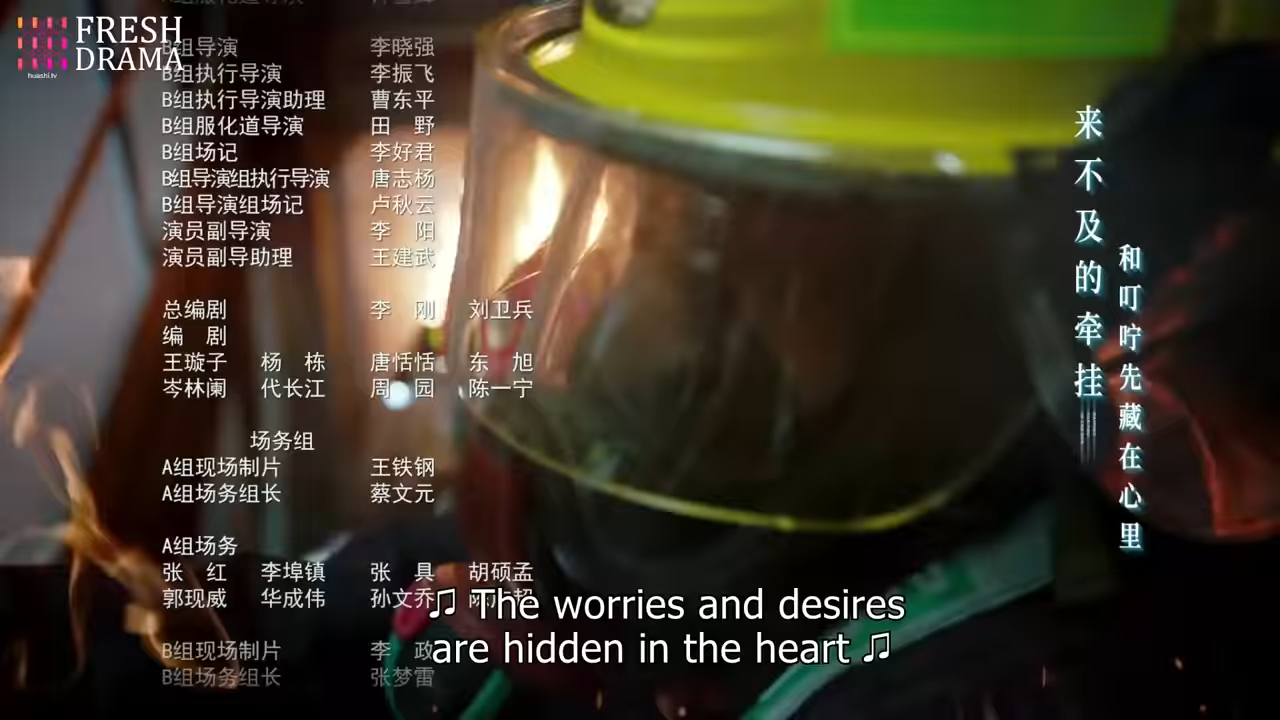 FRESH
DRAMA
huashi.tv
B组导演 李晓强
B组执行导演 李振飞
B组执行导演助理 曹东平
B组服化道导演 田 野
B组场记 李好君
B组导演组执行导演 唐志杨
B组导演组场记 卢秋云
演员副导演 李 阳
演员副导助理 王建武
总编剧 李 刚 刘卫兵
编 剧
王璇子 杨 栋 唐恬恬 东 旭
岑林阑 代长江 周 园 陈一宁
场务组
A组现场制片 王铁钢
A组场务组长 蔡文元
A组场务
张 红 李埠镇 张 具 胡硕孟
郭现威 华成伟 孙文乔
B组现场制片 李 政
B组场务组长 张梦雷
来不及的牵挂
和叮咛先藏在心里
♫ The worries and desires
are hidden in the heart ♫